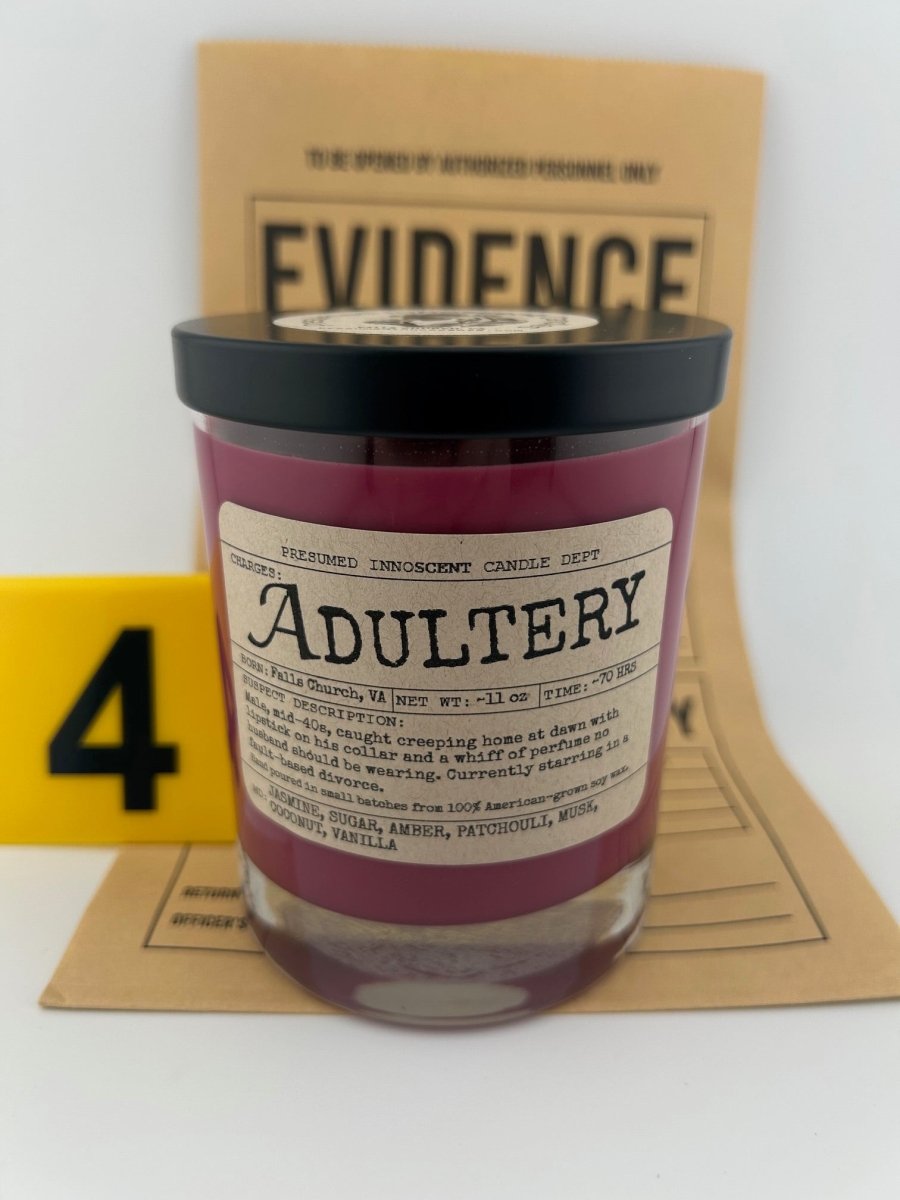 TO BE OPENED BY AUTHORIZED PERSONNEL ONLY
EVIDENCE
4
PRESUMED INNOSCENT CANDLE DEPT
CHARGES:
ADULTERY
BORN: Falls Church, VA NET WT: ~11 oz TIME: ~70 HRS
SUSPECT DESCRIPTION:
Male, mid-40s, caught creeping home at dawn with
lipstick on his collar and a whiff of perfume no
husband should be wearing. Currently starring in a
fault-based divorce.
Hand poured in small batches from 100% American-grown soy wax.
JASMINE, SUGAR, AMBER, PATCHOULI, MUSK,
COCONUT, VANILLA
RETURN
OFFICER'S